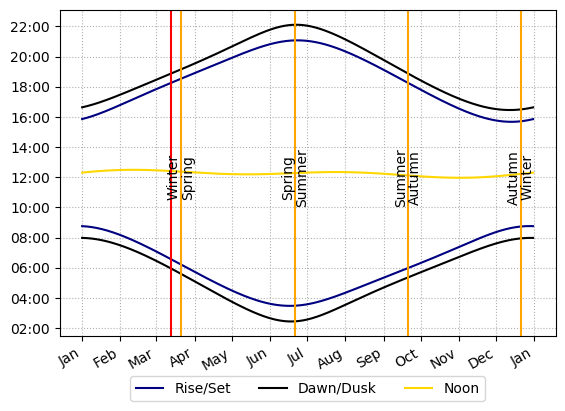 22:00
20:00
18:00
16:00
14:00
12:00
10:00
08:00
06:00
04:00
02:00
Winter
Spring
Spring
Summer
Summer
Autumn
Autumn
Winter
Jan Feb Mar Apr May Jun Jul Aug Sep Oct Nov Dec Jan
Rise/Set Dawn/Dusk Noon